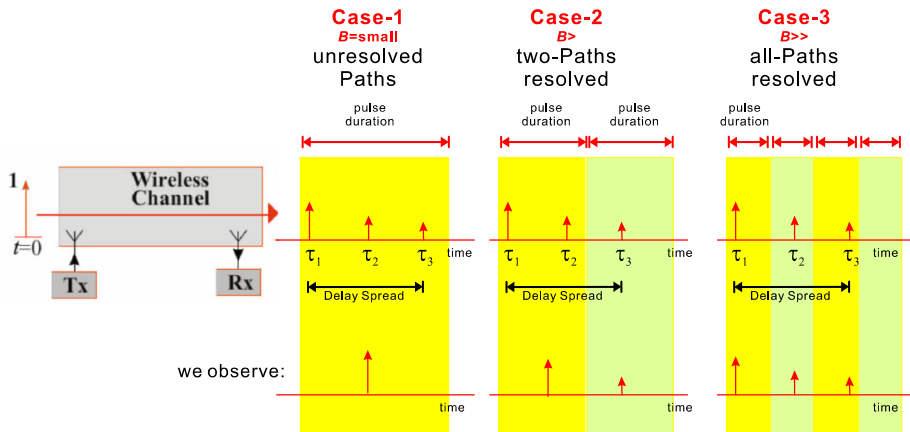 Case-1
B=small
unresolved
Paths
Case-2
B>
two-Paths
resolved
Case-3
B>>
all-Paths
resolved
pulse
duration
pulse
duration
pulse
duration
pulse
duration
1
Wireless
Channel
t=0
Tx
Rx
τ1 τ2 τ3 time
Delay Spread
τ1 τ2 τ3 time
Delay Spread
τ1 τ2 τ3 time
Delay Spread
we observe:
time
time
time